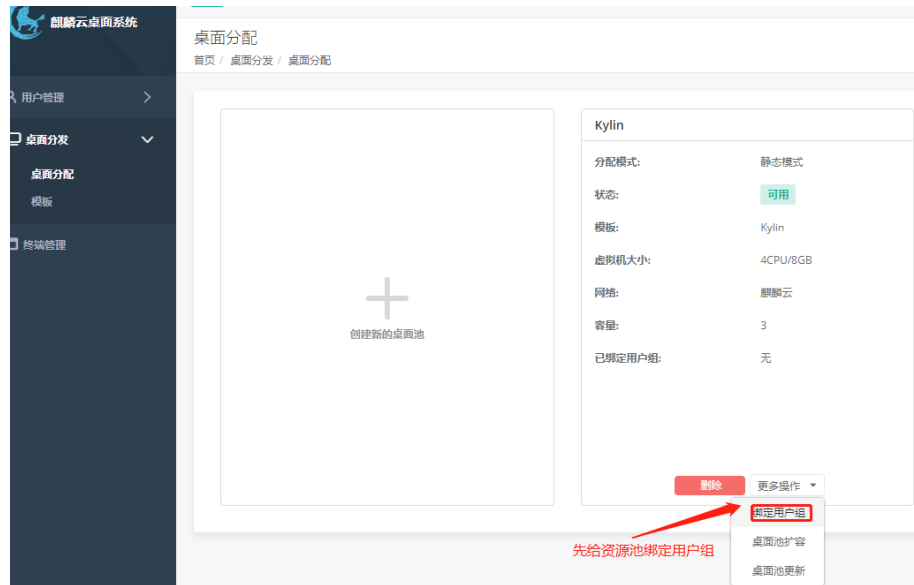 麒麟云桌面系统
用户管理
桌面分发
桌面分配
模板
终端管理
桌面分配
首页 / 桌面分发 / 桌面分配
创建新的桌面池
Kylin
分配模式: 静态模式
状态: 可用
模板: Kylin
虚拟机大小: 4CPU/8GB
网络: 麒麟云
容量: 3
已绑定用户组: 无
删除 更多操作
绑定用户组
桌面池扩容
桌面池更新
先给资源池绑定用户组